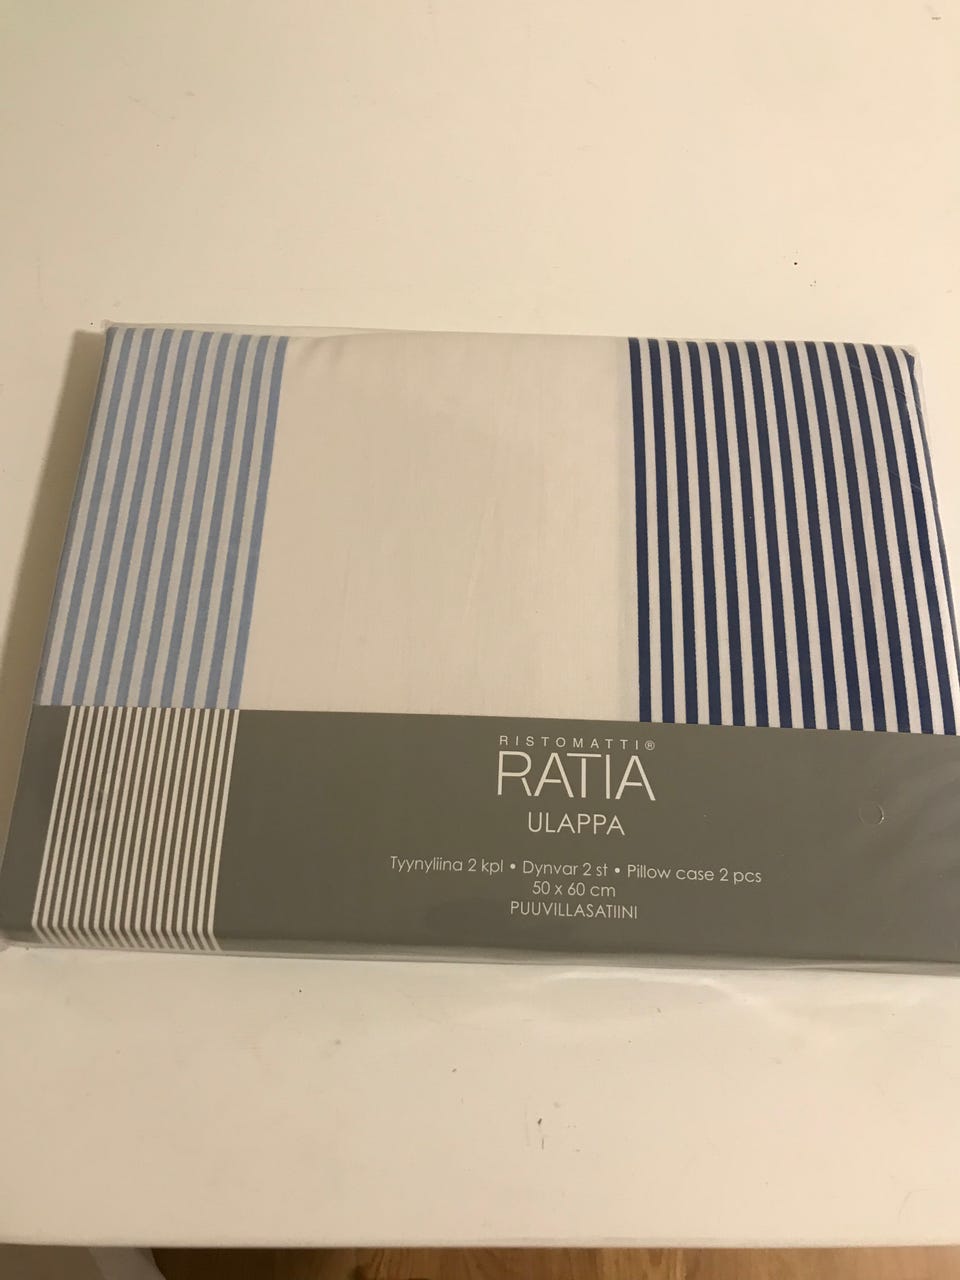 RISTOMATTI®
RATIA
ULAPPA
Tyynyliina 2 kpl • Dynvar 2 st • Pillow case 2 pcs
50 x 60 cm
PUUVILLASATIINI